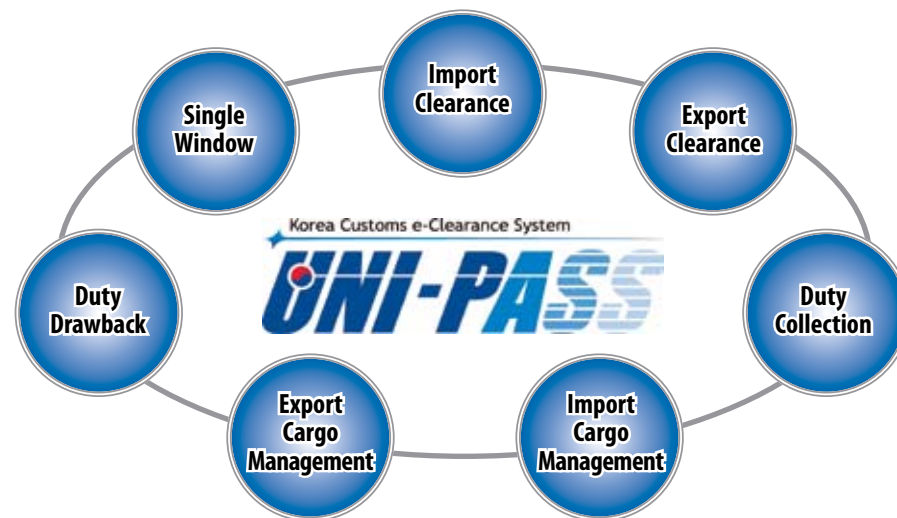 Import
Clearance
Single
Window
Export
Clearance
Korea Customs e-Clearance System
UNI-PASS
Duty
Drawback
Duty
Collection
Export
Cargo
Management
Import
Cargo
Management